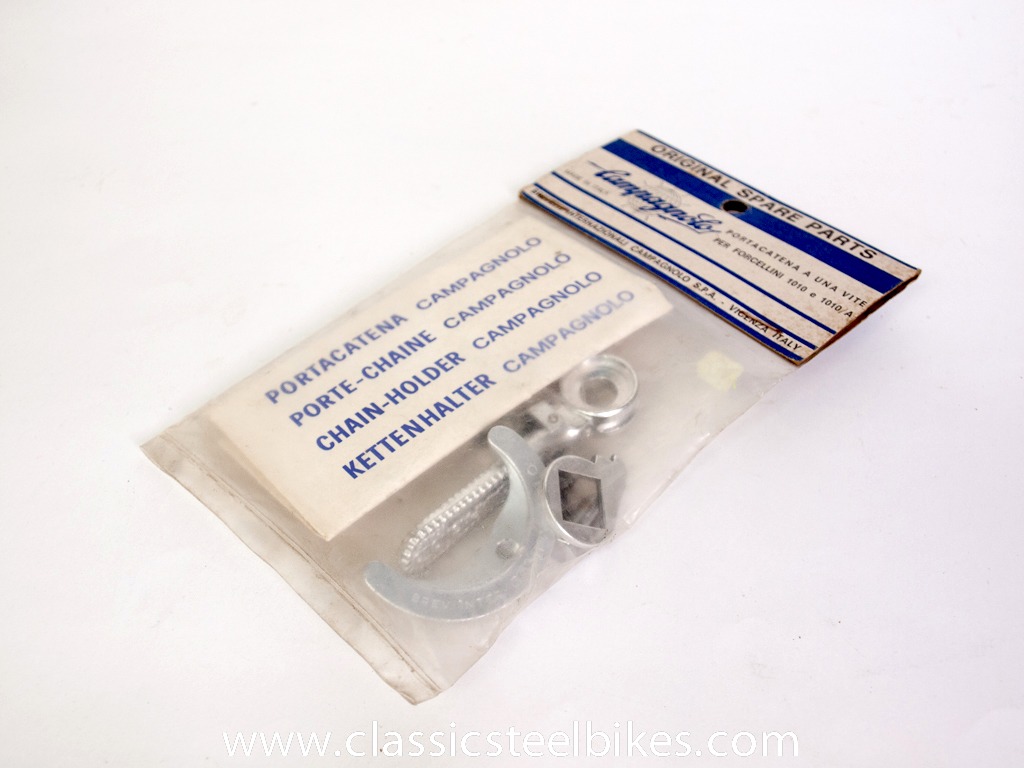 ORIGINAL SPARE PARTS
Campagnolo
MADE IN ITALY
PORTACATENA A UNA VITE
PER FORCELLINI 1010 e 1010/A
INTERNAZIONALI CAMPAGNOLO S.P.A. - VICENZA ITALY
PORTACATENA CAMPAGNOLO
PORTE-CHAINE CAMPAGNOLO
CHAIN-HOLDER CAMPAGNOLO
KETTENHALTER CAMPAGNOLO
www.classicsteelbikes.com